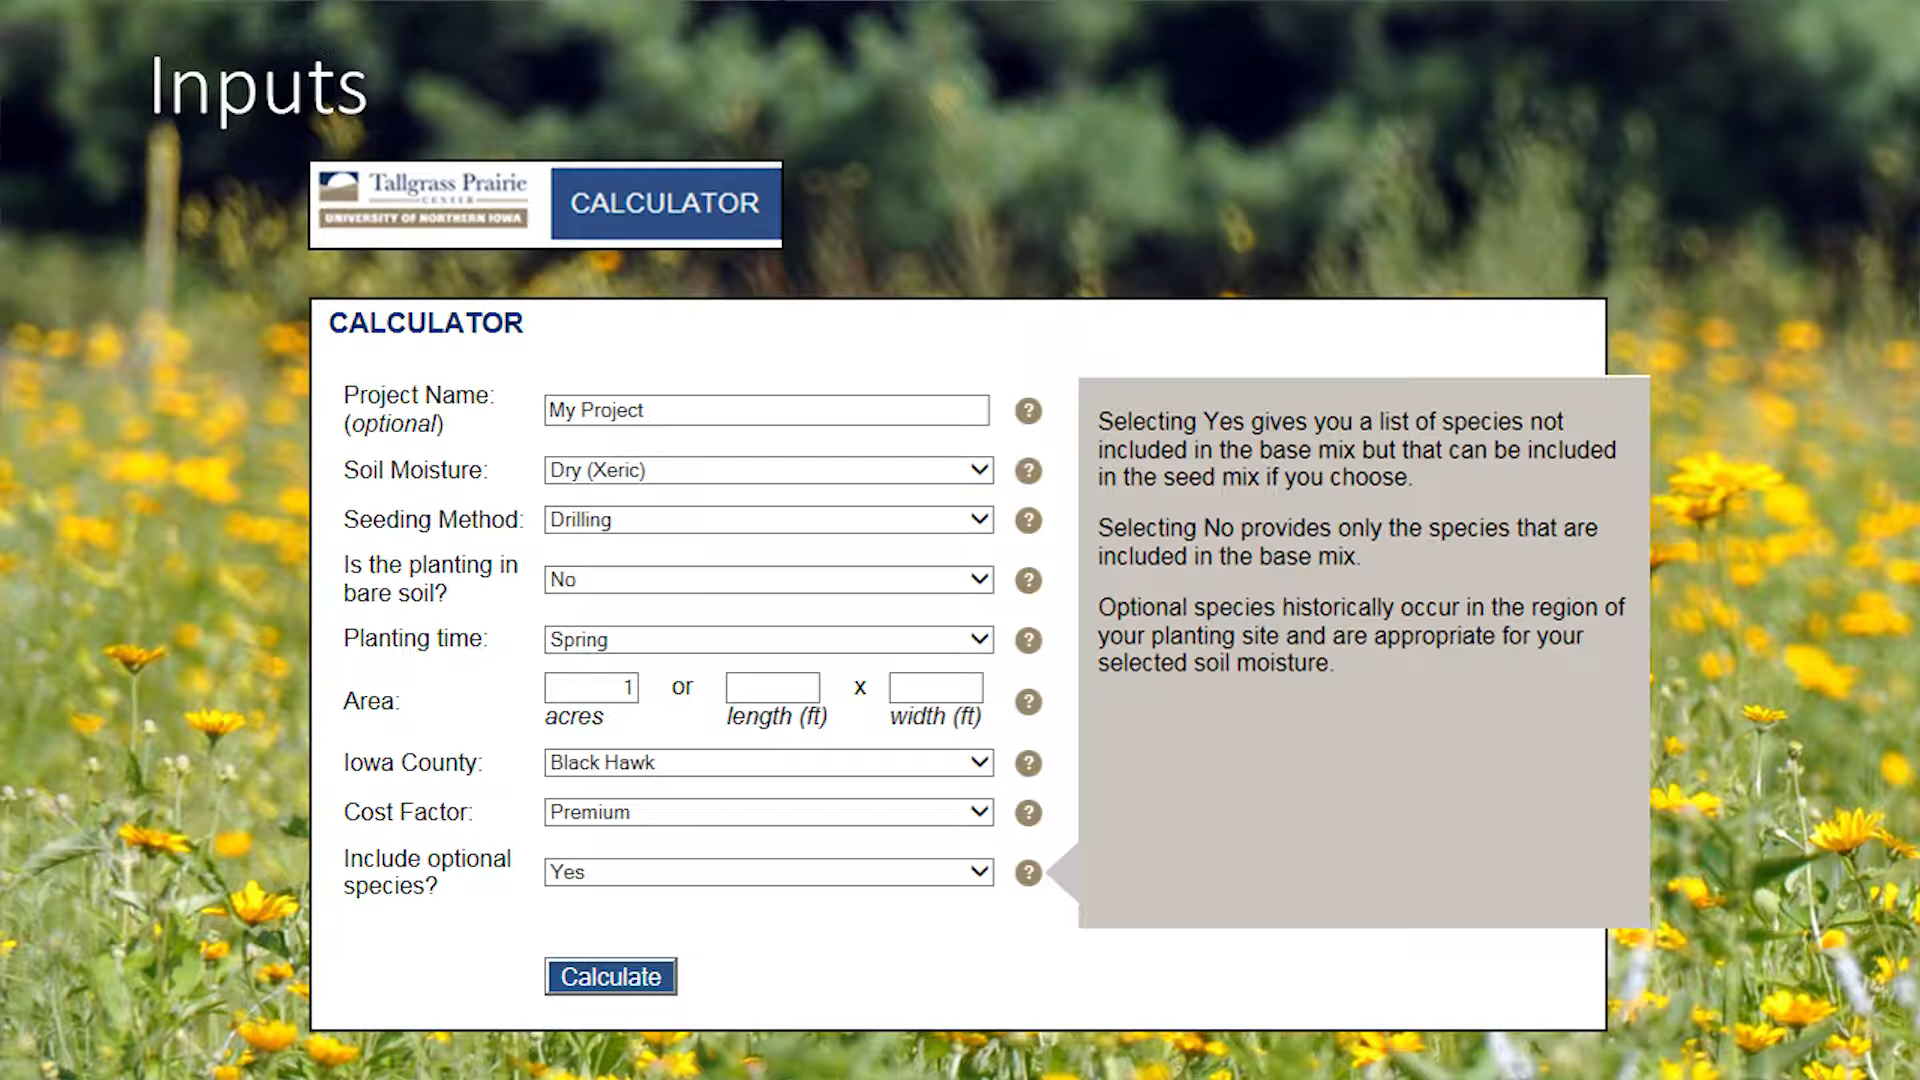 Inputs
Tallgrass Prairie
CENTER
UNIVERSITY OF NORTHERN IOWA
CALCULATOR
CALCULATOR
Project Name:
(optional)
My Project
?
Soil Moisture:
Dry (Xeric)
?
Seeding Method:
Drilling
?
Is the planting in
bare soil?
No
?
Planting time:
Spring
?
Area:
1
or
x
acres
length (ft)
width (ft)
?
Iowa County:
Black Hawk
?
Cost Factor:
Premium
?
Include optional
species?
Yes
?
Calculate
Selecting Yes gives you a list of species not
included in the base mix but that can be included
in the seed mix if you choose.
Selecting No provides only the species that are
included in the base mix.
Optional species historically occur in the region of
your planting site and are appropriate for your
selected soil moisture.